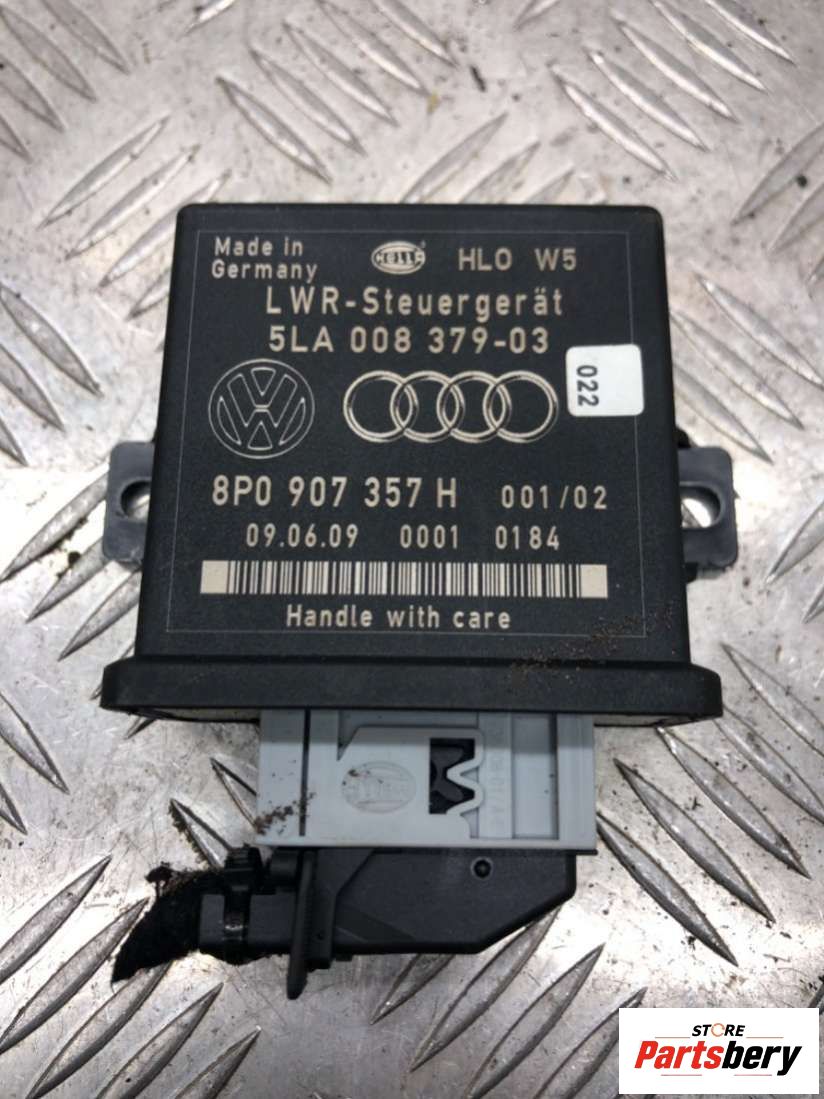 Made in
Germany
HELLA
HLO W5
LWR-Steuergerät
5LA 008 379-03
022
8P0 907 357 H 001/02
09.06.09 0001 0184
Handle with care
HELLA
STORE
Partsbery